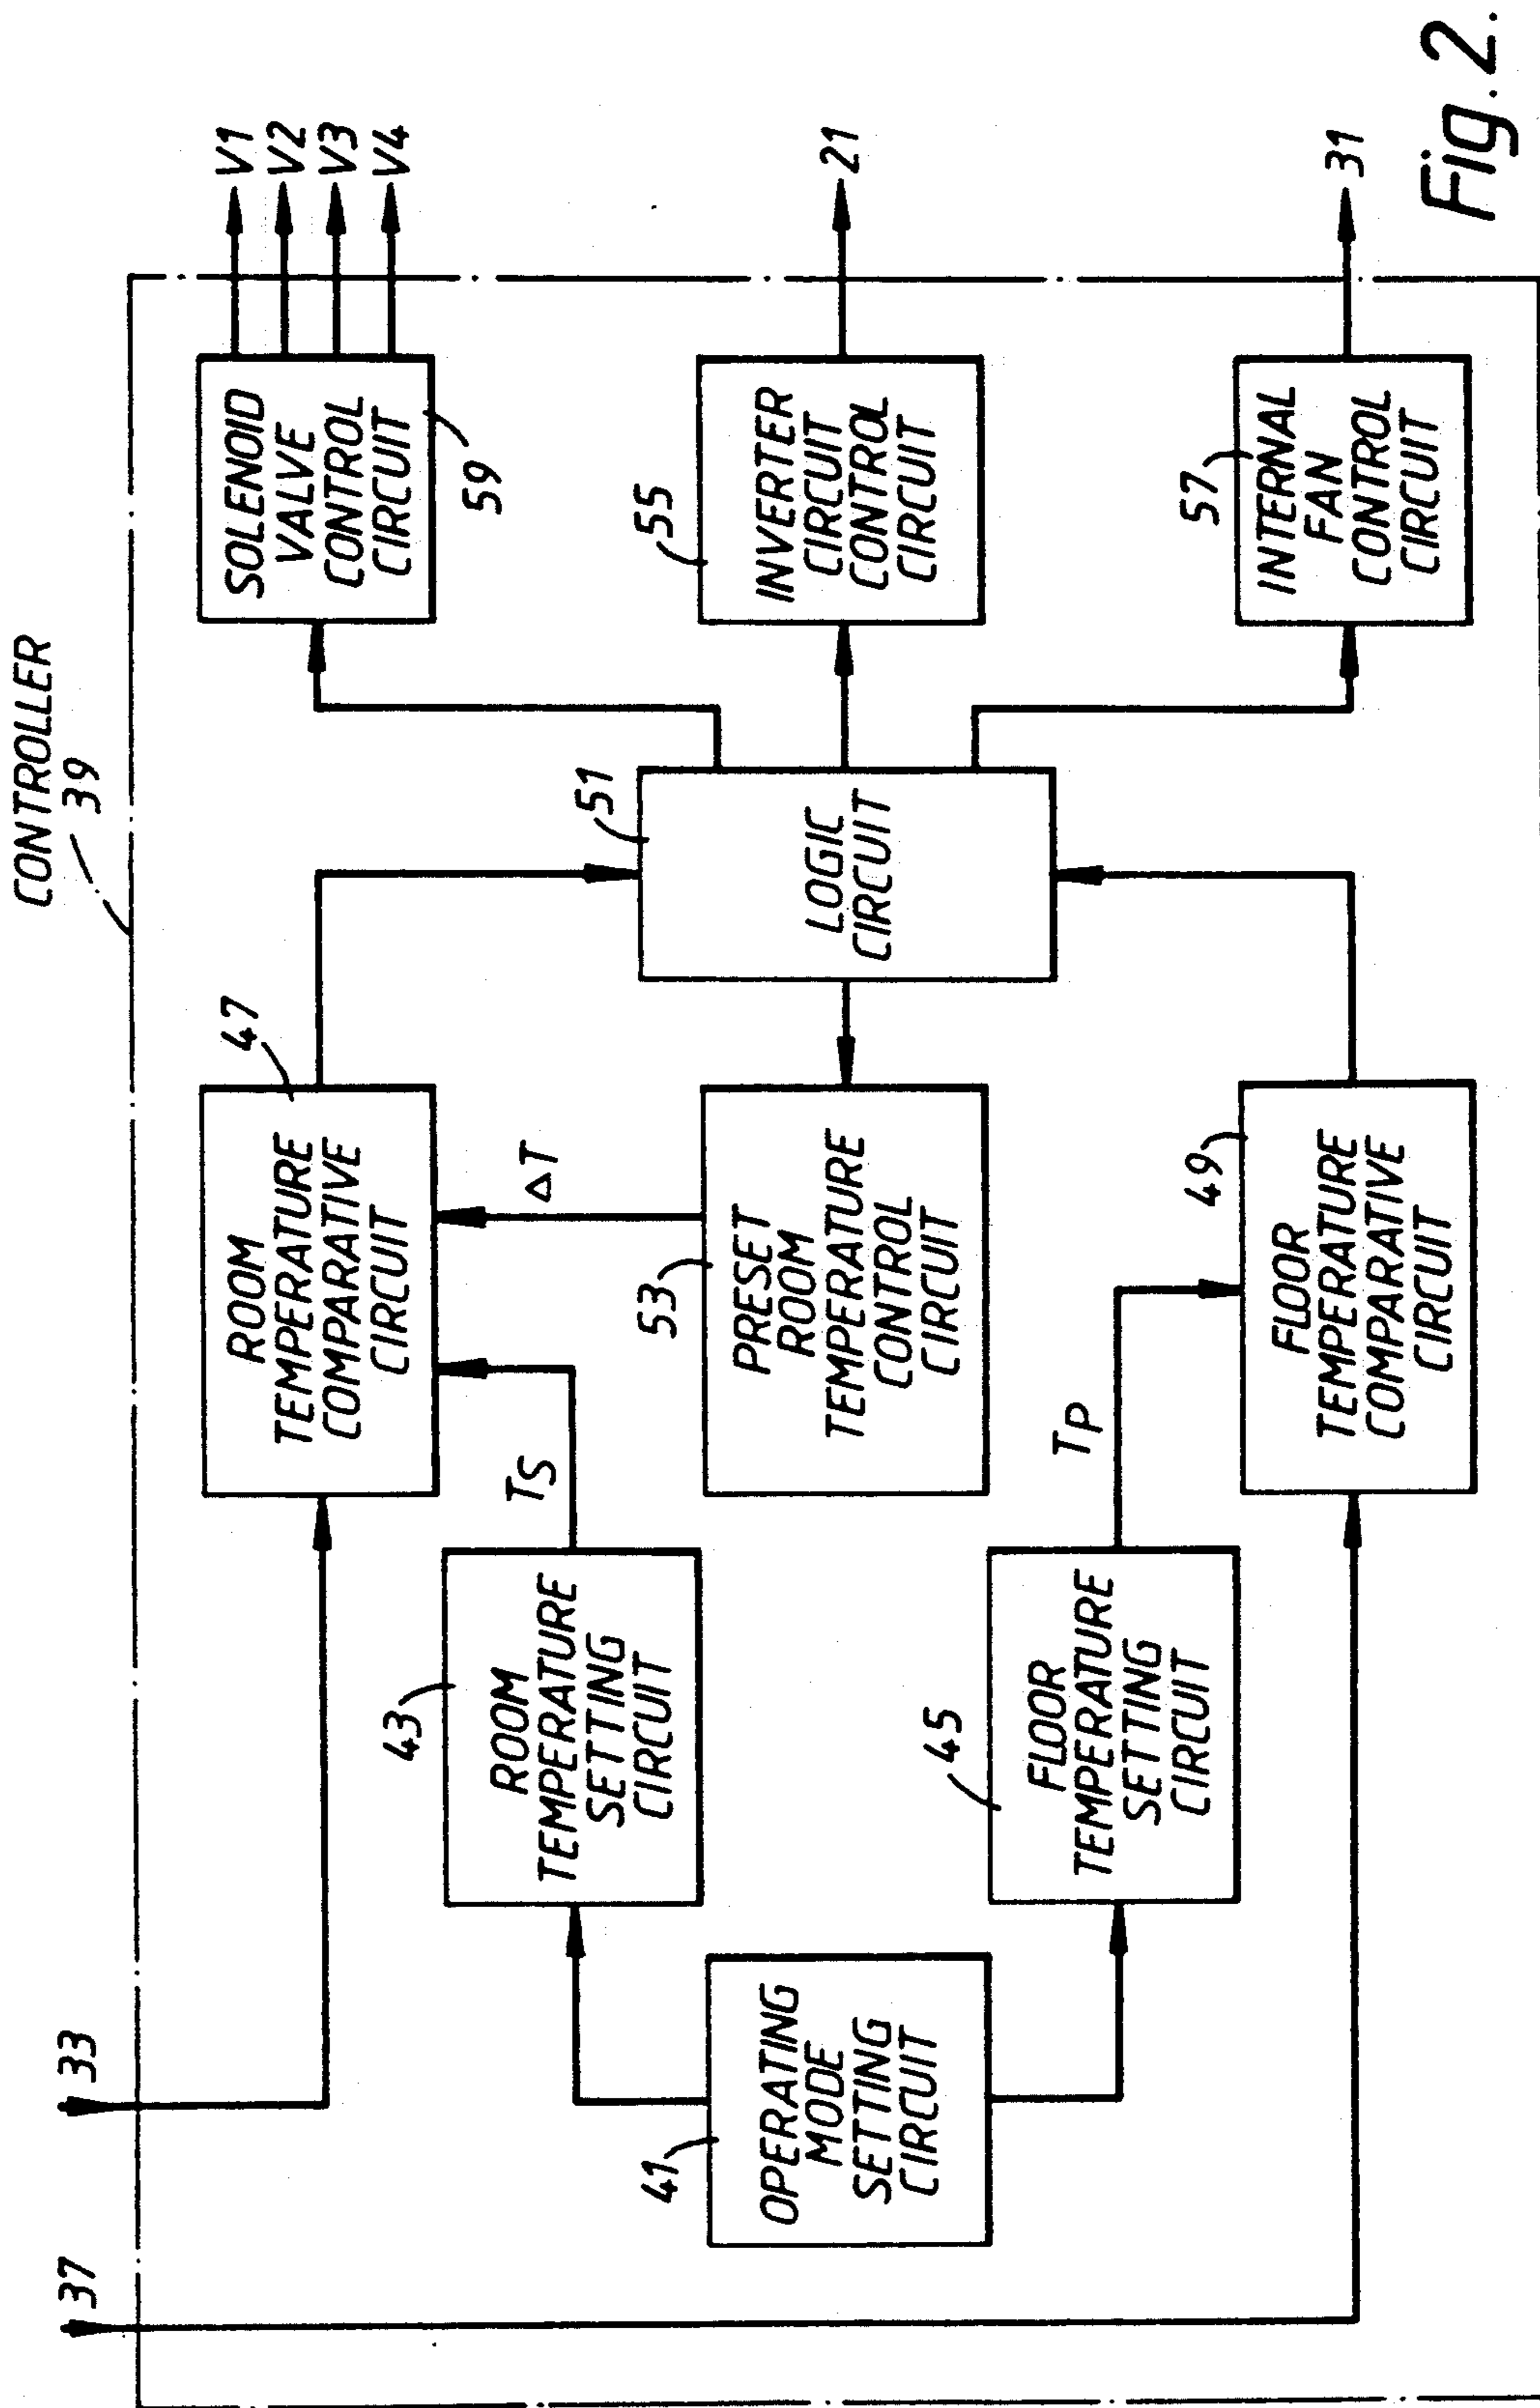 CONTROLLER
39
37
33
41
OPERATING
MODE
SETTING
CIRCUIT
43
ROOM
TEMPERATURE
SETTING
CIRCUIT
45
FLOOR
TEMPERATURE
SETTING
CIRCUIT
TS
TP
47
ROOM
TEMPERATURE
COMPARATIVE
CIRCUIT
ΔT
53
PRESET
ROOM
TEMPERATURE
CONTROL
CIRCUIT
49
FLOOR
TEMPERATURE
COMPARATIVE
CIRCUIT
51
LOGIC
CIRCUIT
SOLENOID
VALVE
CONTROL
CIRCUIT
59
55
INVERTER
CIRCUIT
CONTROL
CIRCUIT
57
INTERNAL
FAN
CONTROL
CIRCUIT
V1
V2
V3
V4
21
31
Fig. 2.